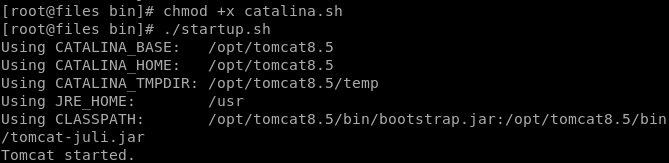 [root@files bin]# chmod +x catalina.sh
[root@files bin]# ./startup.sh
Using CATALINA_BASE:   /opt/tomcat8.5
Using CATALINA_HOME:   /opt/tomcat8.5
Using CATALINA_TMPDIR: /opt/tomcat8.5/temp
Using JRE_HOME:        /usr
Using CLASSPATH:       /opt/tomcat8.5/bin/bootstrap.jar:/opt/tomcat8.5/bin
/tomcat-juli.jar
Tomcat started.